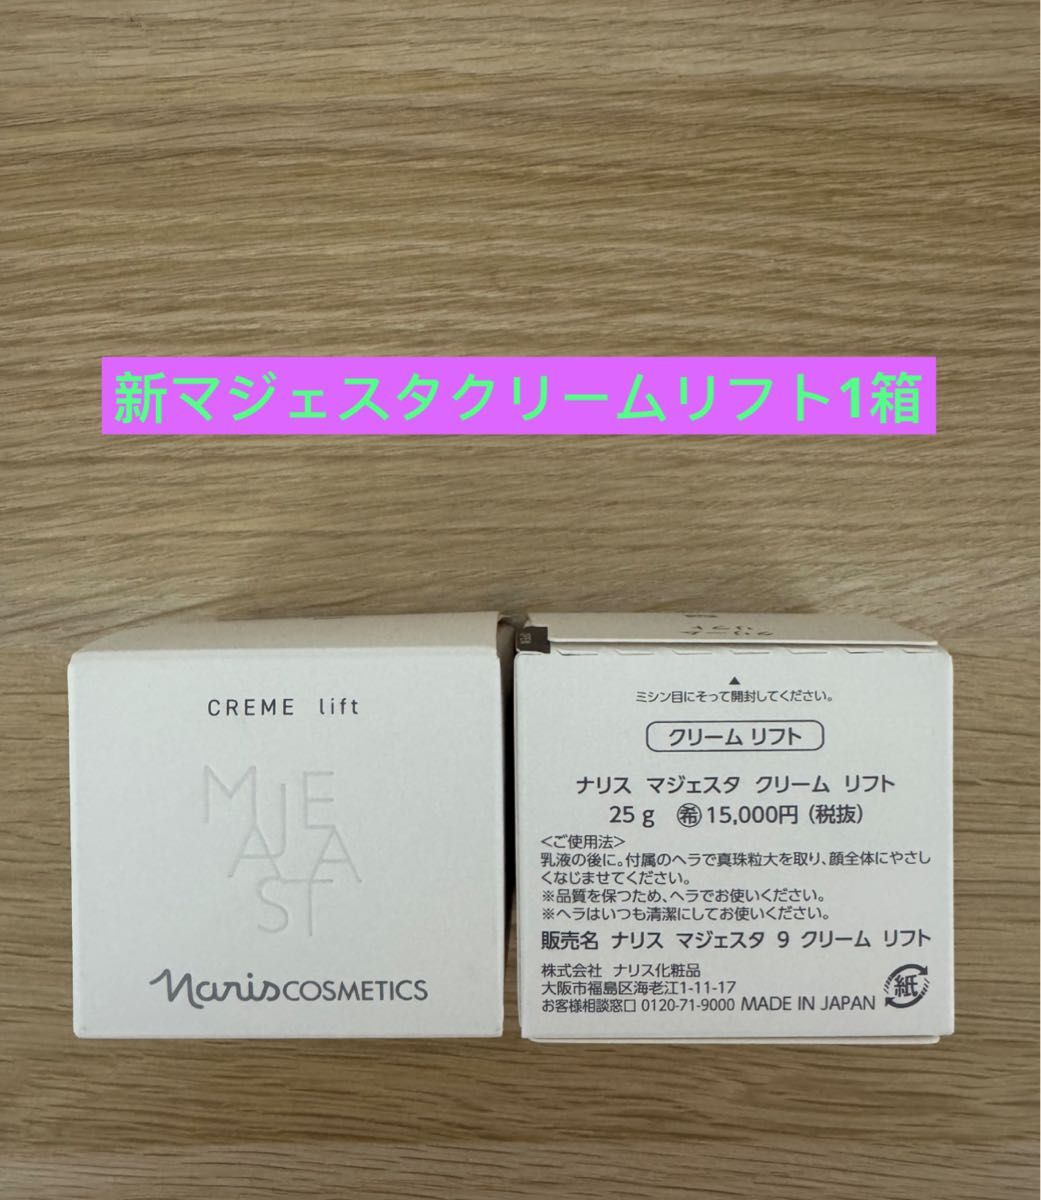 新マジェスタクリームリフト1箱
CREME lift
MAJESTA
Naris COSMETICS
クリーム
リフト
ミシン目にそって開封してください。
クリーム リフト
ナリス マジェスタ クリーム リフト
25g ㊌15,000円(税抜)
<ご使用法>
乳液の後に。付属のヘラで真珠粒大を取り、顔全体にやさし
くなじませてください。
※品質を保つため、ヘラでお使いください。
※ヘラはいつも清潔にしてお使いください。
販売名 ナリス マジェスタ 9 クリーム リフト
株式会社 ナリス化粧品
大阪市福島区海老江1-11-17
お客様相談窓口 0120-71-9000 MADE IN JAPAN
紙